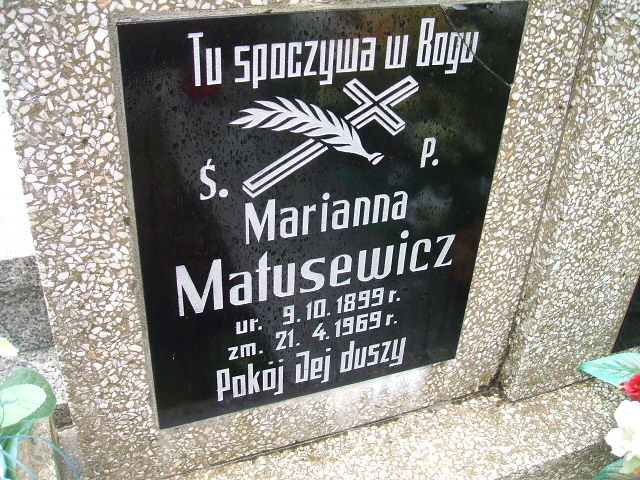 Tu spoczywa w Bogu
Ś. P.
Marianna
Matusewicz
ur. 9.10.1899 r.
zm. 21.4.1969 r.
Pokój Jej duszy